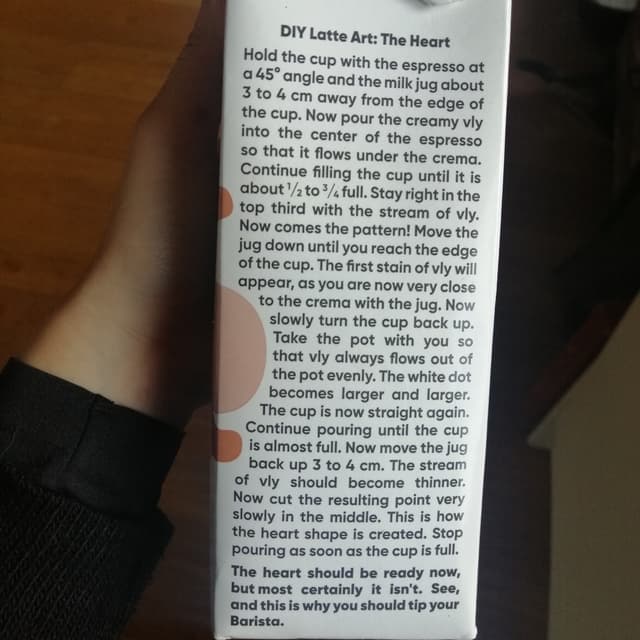 DIY Latte Art: The Heart
Hold the cup with the espresso at
a 45° angle and the milk jug about
3 to 4 cm away from the edge of
the cup. Now pour the creamy vly
into the center of the espresso
so that it flows under the crema.
Continue filling the cup until it is
about 1/2 to 3/4 full. Stay right in the
top third with the stream of vly.
Now comes the pattern! Move the
jug down until you reach the edge
of the cup. The first stain of vly will
appear, as you are now very close
to the crema with the jug. Now
slowly turn the cup back up.
Take the pot with you so
that vly always flows out of
the pot evenly. The white dot
becomes larger and larger.
The cup is now straight again.
Continue pouring until the cup
is almost full. Now move the jug
back up 3 to 4 cm. The stream
of vly should become thinner.
Now cut the resulting point very
slowly in the middle. This is how
the heart shape is created. Stop
pouring as soon as the cup is full.
The heart should be ready now,
but most certainly it isn't. See,
and this is why you should tip your
Barista.